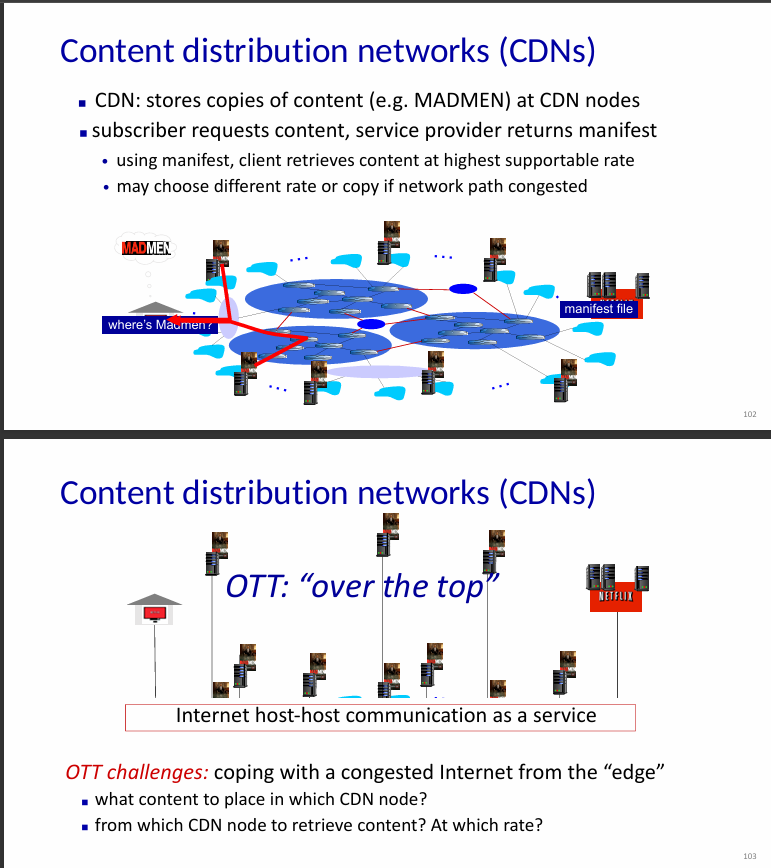 Content distribution networks (CDNs)
CDN: stores copies of content (e.g. MADMEN) at CDN nodes
subscriber requests content, service provider returns manifest
using manifest, client retrieves content at highest supportable rate
may choose different rate or copy if network path congested
MADMEN
where's Madmen?
manifest file
102
Content distribution networks (CDNs)
OTT: “over the top”
NETFLIX
Internet host-host communication as a service
OTT challenges: coping with a congested Internet from the “edge”
what content to place in which CDN node?
from which CDN node to retrieve content? At which rate?
103